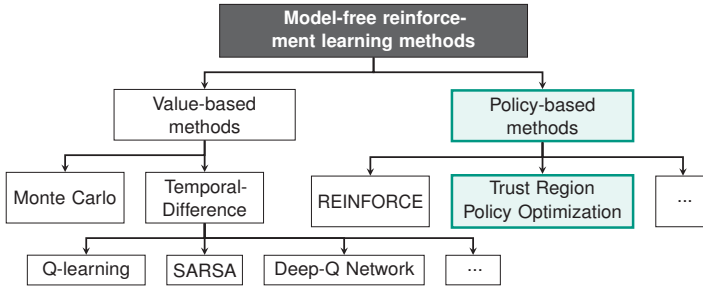 Model-free reinforce-
ment learning methods
Value-based
methods
Policy-based
methods
Monte Carlo
Temporal-
Difference
REINFORCE
Trust Region
Policy Optimization
...
Q-learning
SARSA
Deep-Q Network
...